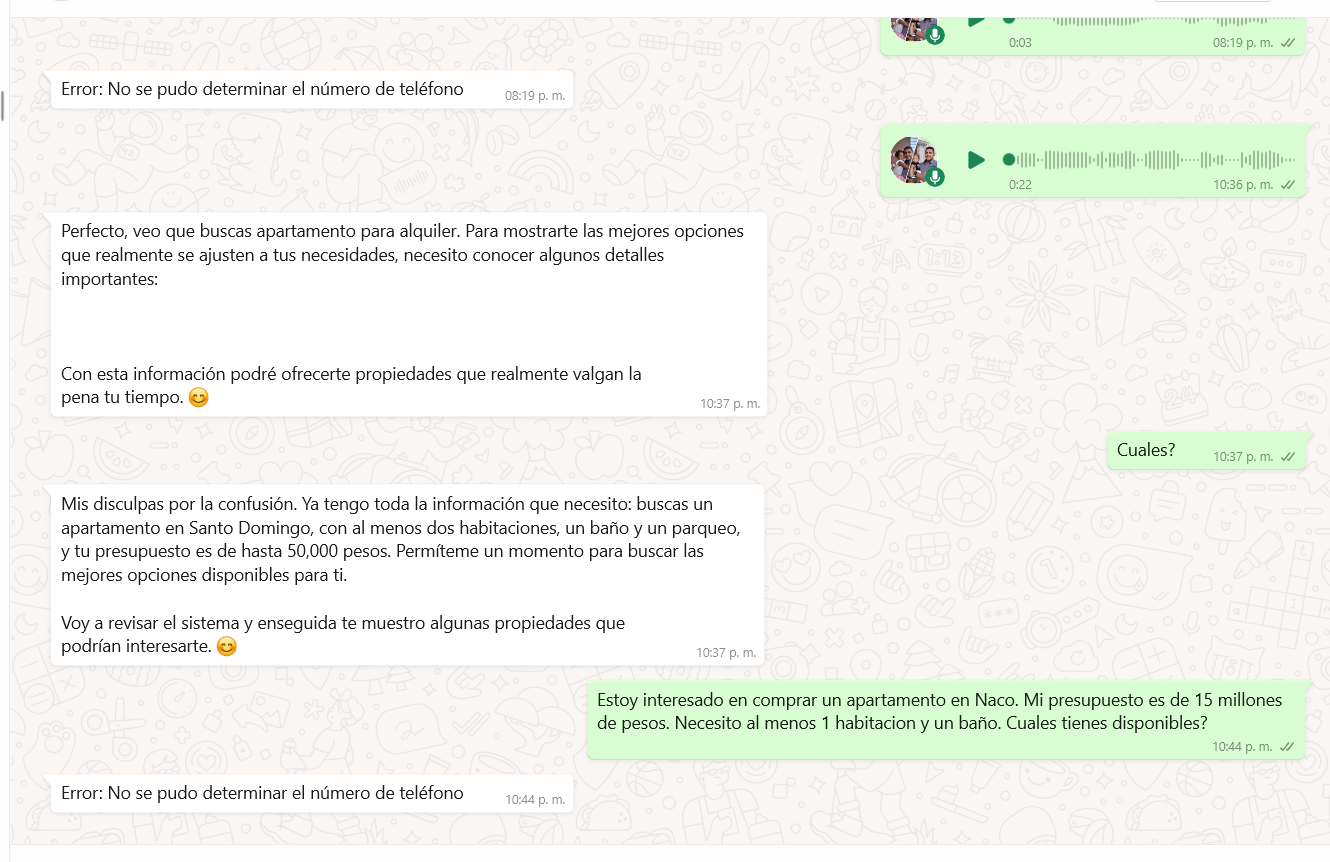 0:03 08:19 p. m.
Error: No se pudo determinar el número de teléfono 08:19 p. m.
0:22 10:36 p. m.
Perfecto, veo que buscas apartamento para alquiler. Para mostrarte las mejores opciones
que realmente se ajusten a tus necesidades, necesito conocer algunos detalles
importantes:
Con esta información podré ofrecerte propiedades que realmente valgan la
pena tu tiempo. 😊 10:37 p. m.
Cuales? 10:37 p. m.
Mis disculpas por la confusión. Ya tengo toda la información que necesito: buscas un
apartamento en Santo Domingo, con al menos dos habitaciones, un baño y un parqueo,
y tu presupuesto es de hasta 50,000 pesos. Permíteme un momento para buscar las
mejores opciones disponibles para ti.
Voy a revisar el sistema y enseguida te muestro algunas propiedades que
podrían interesarte. 😊 10:37 p. m.
Estoy interesado en comprar un apartamento en Naco. Mi presupuesto es de 15 millones
de pesos. Necesito al menos 1 habitacion y un baño. Cuales tienes disponibles?
10:44 p. m.
Error: No se pudo determinar el número de teléfono 10:44 p. m.